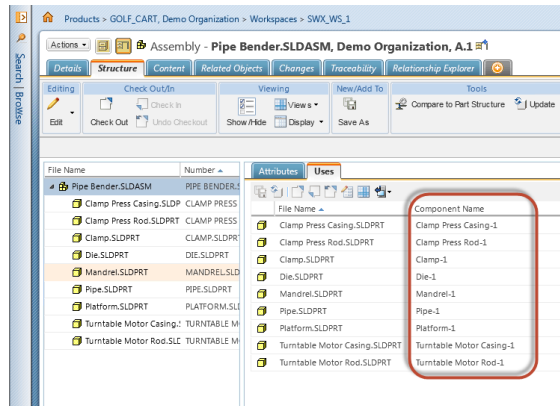 Products > GOLF_CART, Demo Organization > Workspaces > SWX_WS_1
Actions Assembly - Pipe Bender.SLDASM, Demo Organization, A.1
Search | Browse
Details Structure Content Related Objects Changes Traceability Relationship Explorer
Editing Check Out/In Viewing New/Add To Tools
Check In Views Compare to Part Structure Update
Edit Check Out Undo Checkout Show/Hide Display Save As
File Name Number Attributes Uses
Pipe Bender.SLDASM PIPE BENDER.S
Clamp Press Casing.SLDP CLAMP PRESS
Clamp Press Rod.SLDPRT CLAMP PRESS
Clamp.SLDPRT CLAMP.SLDPR
Die.SLDPRT DIE.SLDPRT
Mandrel.SLDPRT MANDREL.SLD
Pipe.SLDPRT PIPE.SLDPRT
Platform.SLDPRT PLATFORM.SLI
Turntable Motor Casing.S TURNTABLE M
Turntable Motor Rod.SLD TURNTABLE M
File Name Component Name
Clamp Press Casing.SLDPRT Clamp Press Casing-1
Clamp Press Rod.SLDPRT Clamp Press Rod-1
Clamp.SLDPRT Clamp-1
Die.SLDPRT Die-1
Mandrel.SLDPRT Mandrel-1
Pipe.SLDPRT Pipe-1
Platform.SLDPRT Platform-1
Turntable Motor Casing.SLDPRT Turntable Motor Casing-1
Turntable Motor Rod.SLDPRT Turntable Motor Rod-1